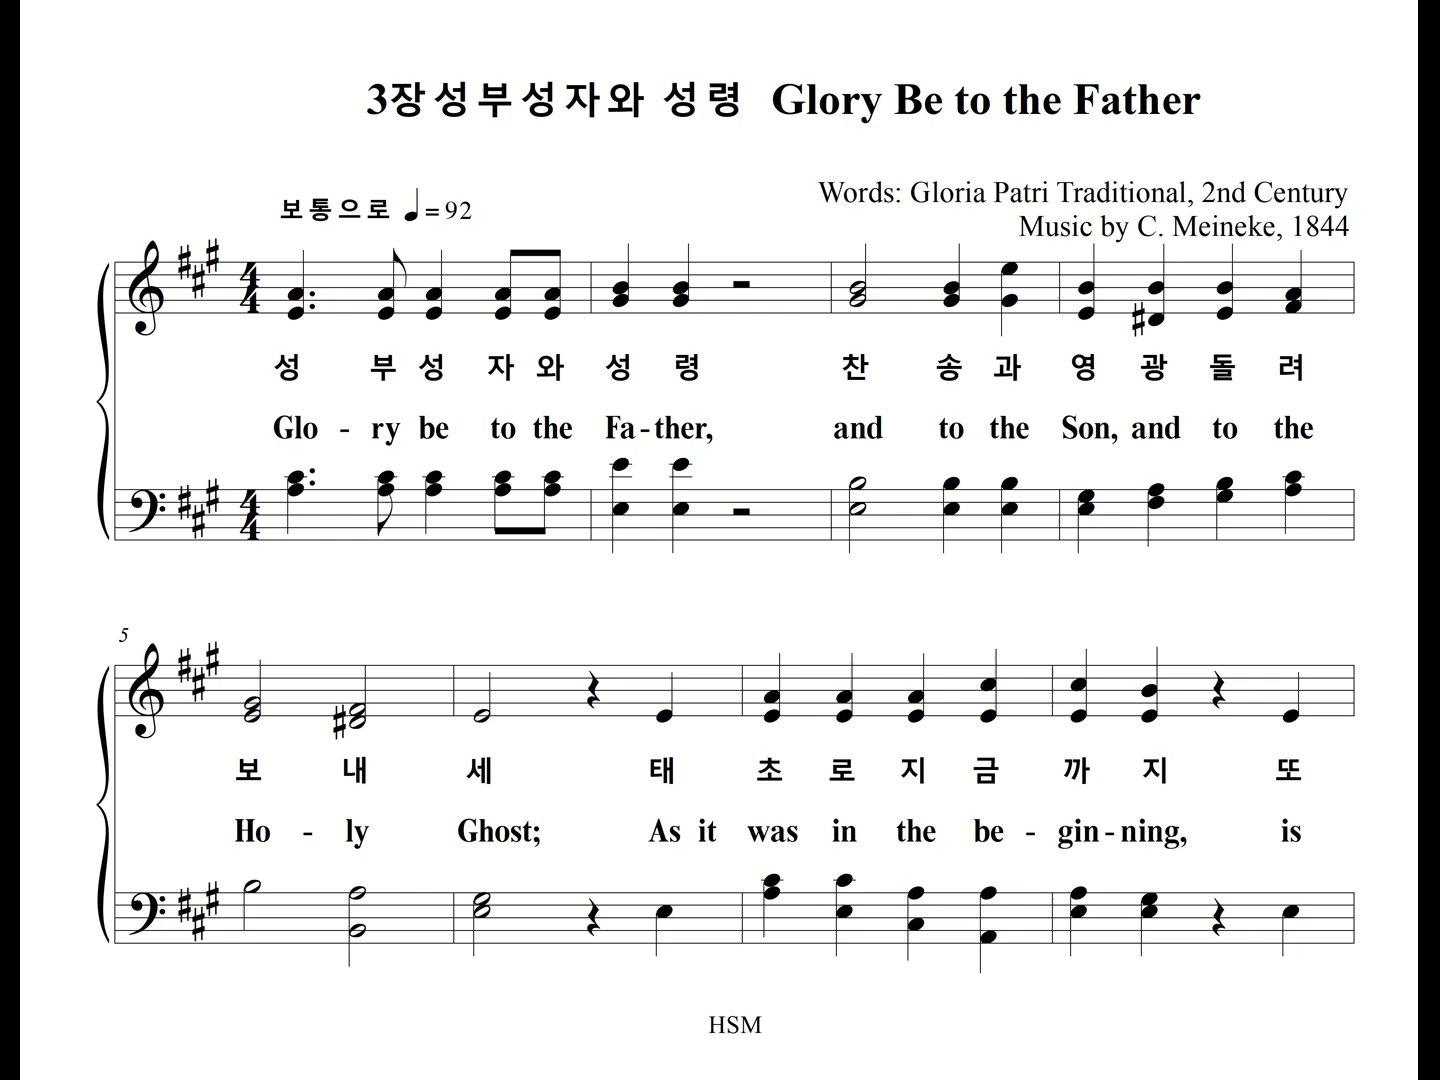 3장 성부성자와 성령 Glory Be to the Father
Words: Gloria Patri Traditional, 2nd Century
보통으로 ♩ = 92
Music by C. Meineke, 1844
성 부 성 자 와 성 령 찬 송 과 영 광 돌 려
Glo - ry be to the Fa - ther, and to the Son, and to the
5
보 내 세 태 초 로 지 금 까 지 또
Ho - ly Ghost; As it was in the be - gin - ning, is
HSM